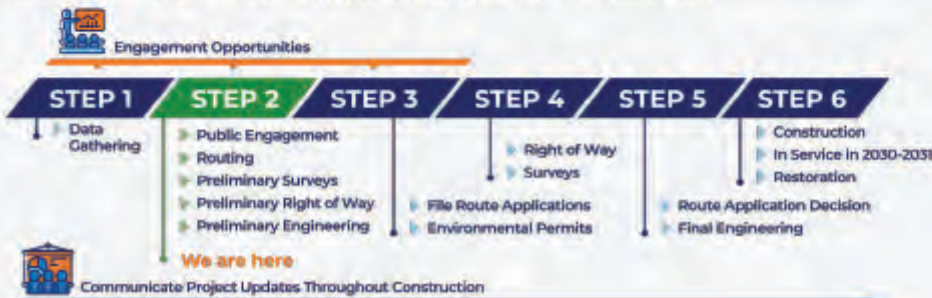 Engagement Opportunities
STEP 1
STEP 2
STEP 3
STEP 4
STEP 5
STEP 6
Data
Gathering
Public Engagement
Routing
Preliminary Surveys
Preliminary Right of Way
Preliminary Engineering
We are here
File Route Applications
Environmental Permits
Right of Way
Surveys
Route Application Decision
Final Engineering
Construction
In Service in 2030-2031
Restoration
Communicate Project Updates Throughout Construction